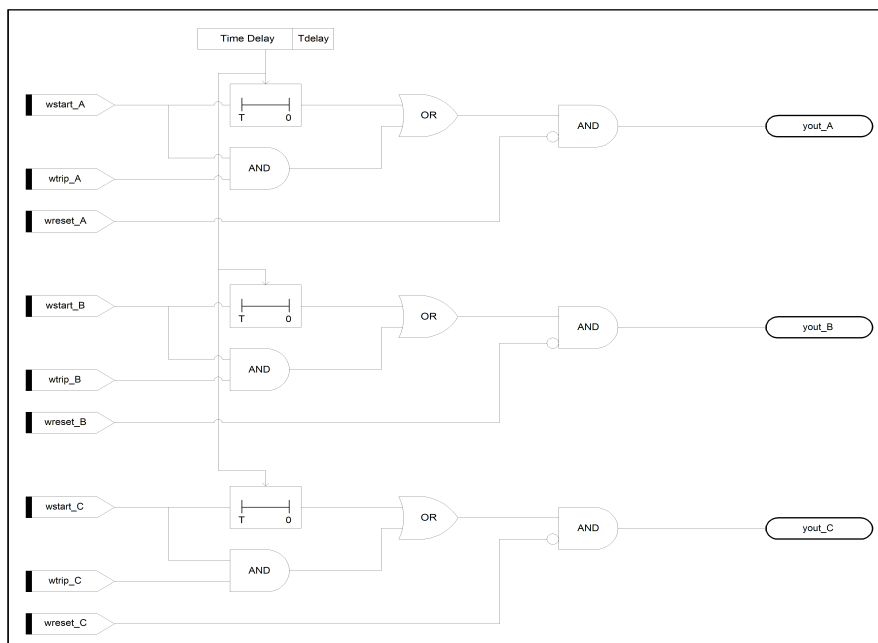 Time Delay Tdelay
wstart_A
T 0
OR
AND
yout_A
AND
wtrip_A
wreset_A
wstart_B
T 0
OR
AND
yout_B
AND
wtrip_B
wreset_B
wstart_C
T 0
OR
AND
yout_C
AND
wtrip_C
wreset_C